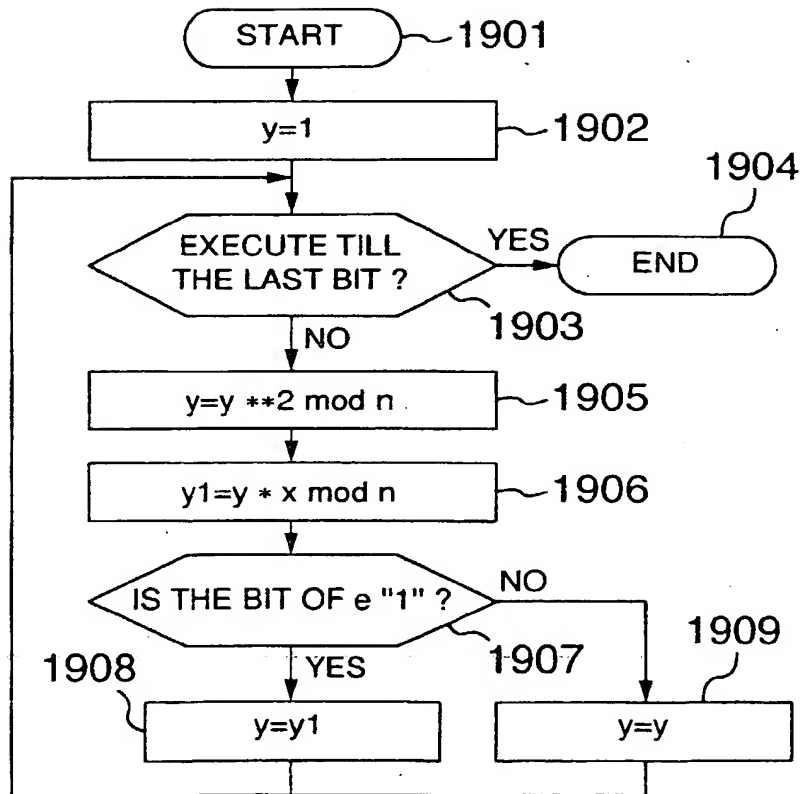 START
1901
y=1
1902
1904
EXECUTE TILL
THE LAST BIT ?
YES
END
1903
NO
y=y **2 mod n
1905
y1=y * x mod n
1906
IS THE BIT OF e "1" ?
NO
1907
1909
1908
YES
y=y1
y=y